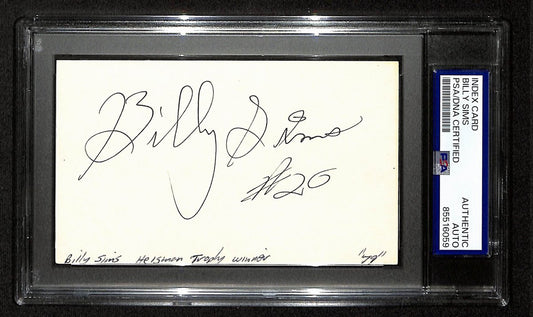 Billy Sims
#20
Billy Sims Heisman Trophy winner "79"
INDEX CARD
BILLY SIMS
PSA/DNA CERTIFIED
PSA
AUTHENTIC
AUTO
85516059